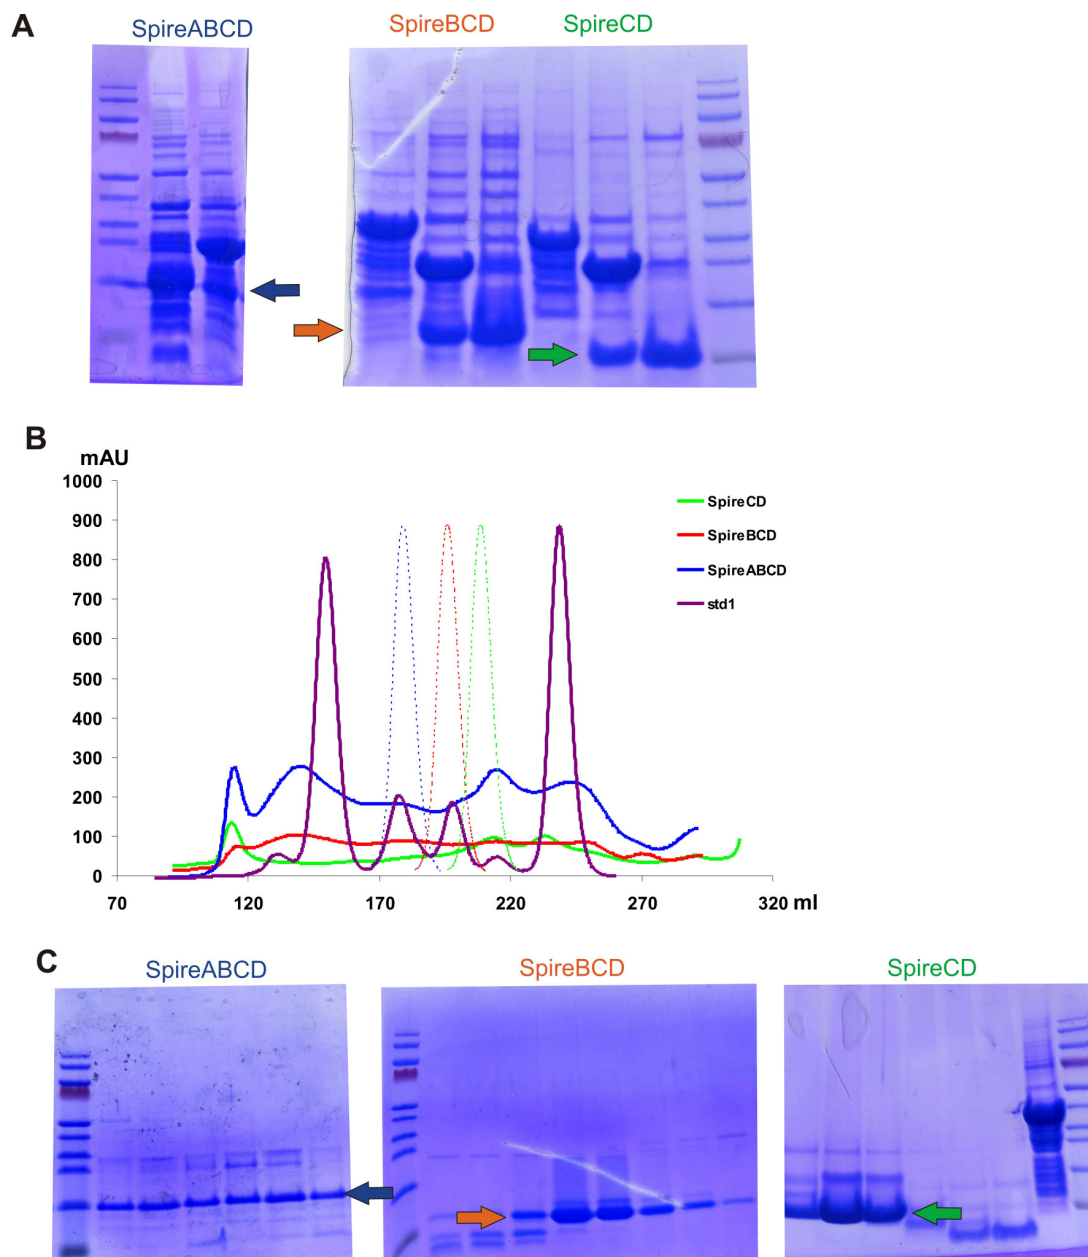 A
SpireABCD
SpireBCD
SpireCD
B
mAU
1000
900
800
700
600
500
400
300
200
100
0
70
120
170
220
270
320 ml
SpireCD
SpireBCD
SpireABCD
std1
C
SpireABCD
SpireBCD
SpireCD